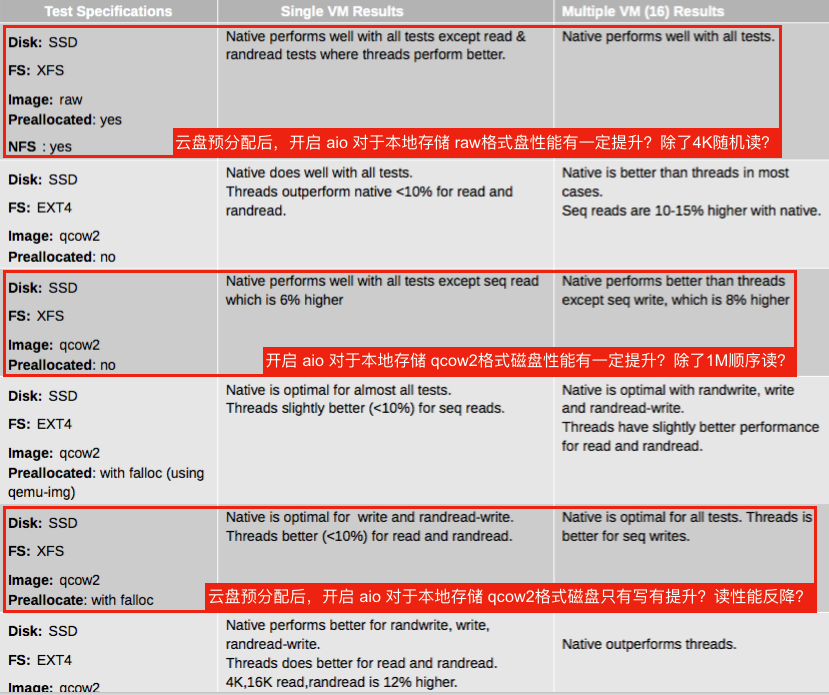 Test Specifications Single VM Results Multiple VM (16) Results
Disk: SSD
FS: XFS
Image: raw
Preallocated: yes
NFS : yes
Native performs well with all tests except read &
randread tests where threads perform better.
Native performs well with all tests.
云盘预分配后，开启 aio 对于本地存储 raw格式盘性能有一定提升？除了4K随机读?
Disk: SSD
FS: EXT4
Image: qcow2
Preallocated: no
Native does well with all tests.
Threads outperform native <10% for read and
randread.
Native is better than threads in most
cases.
Seq reads are 10-15% higher with native.
Disk: SSD
FS: XFS
Image: qcow2
Preallocated: no
Native performs well with all tests except seq read
which is 6% higher
Native performs better than threads
except seq write, which is 8% higher
开启 aio 对于本地存储 qcow2格式磁盘性能有一定提升？除了1M顺序读?
Disk: SSD
FS: EXT4
Image: qcow2
Preallocated: with falloc (using
qemu-img)
Native is optimal for almost all tests.
Threads slightly better (<10%) for seq reads.
Native is optimal with randwrite, write
and randread-write.
Threads have slightly better performance
for read and randread.
Disk: SSD
FS: XFS
Image: qcow2
Preallocate: with falloc
Native is optimal for write and randread-write.
Threads better (<10%) for read and randread.
Native is optimal for all tests. Threads is
better for seq writes.
云盘预分配后，开启 aio 对于本地存储 qcow2格式磁盘只有写有提升？读性能反降?
Disk: SSD
FS: EXT4
Image: qcow2
Native performs better for randwrite, write,
randread-write.
Threads does better for read and randread.
4K,16K read,randread is 12% higher.
Native outperforms threads.